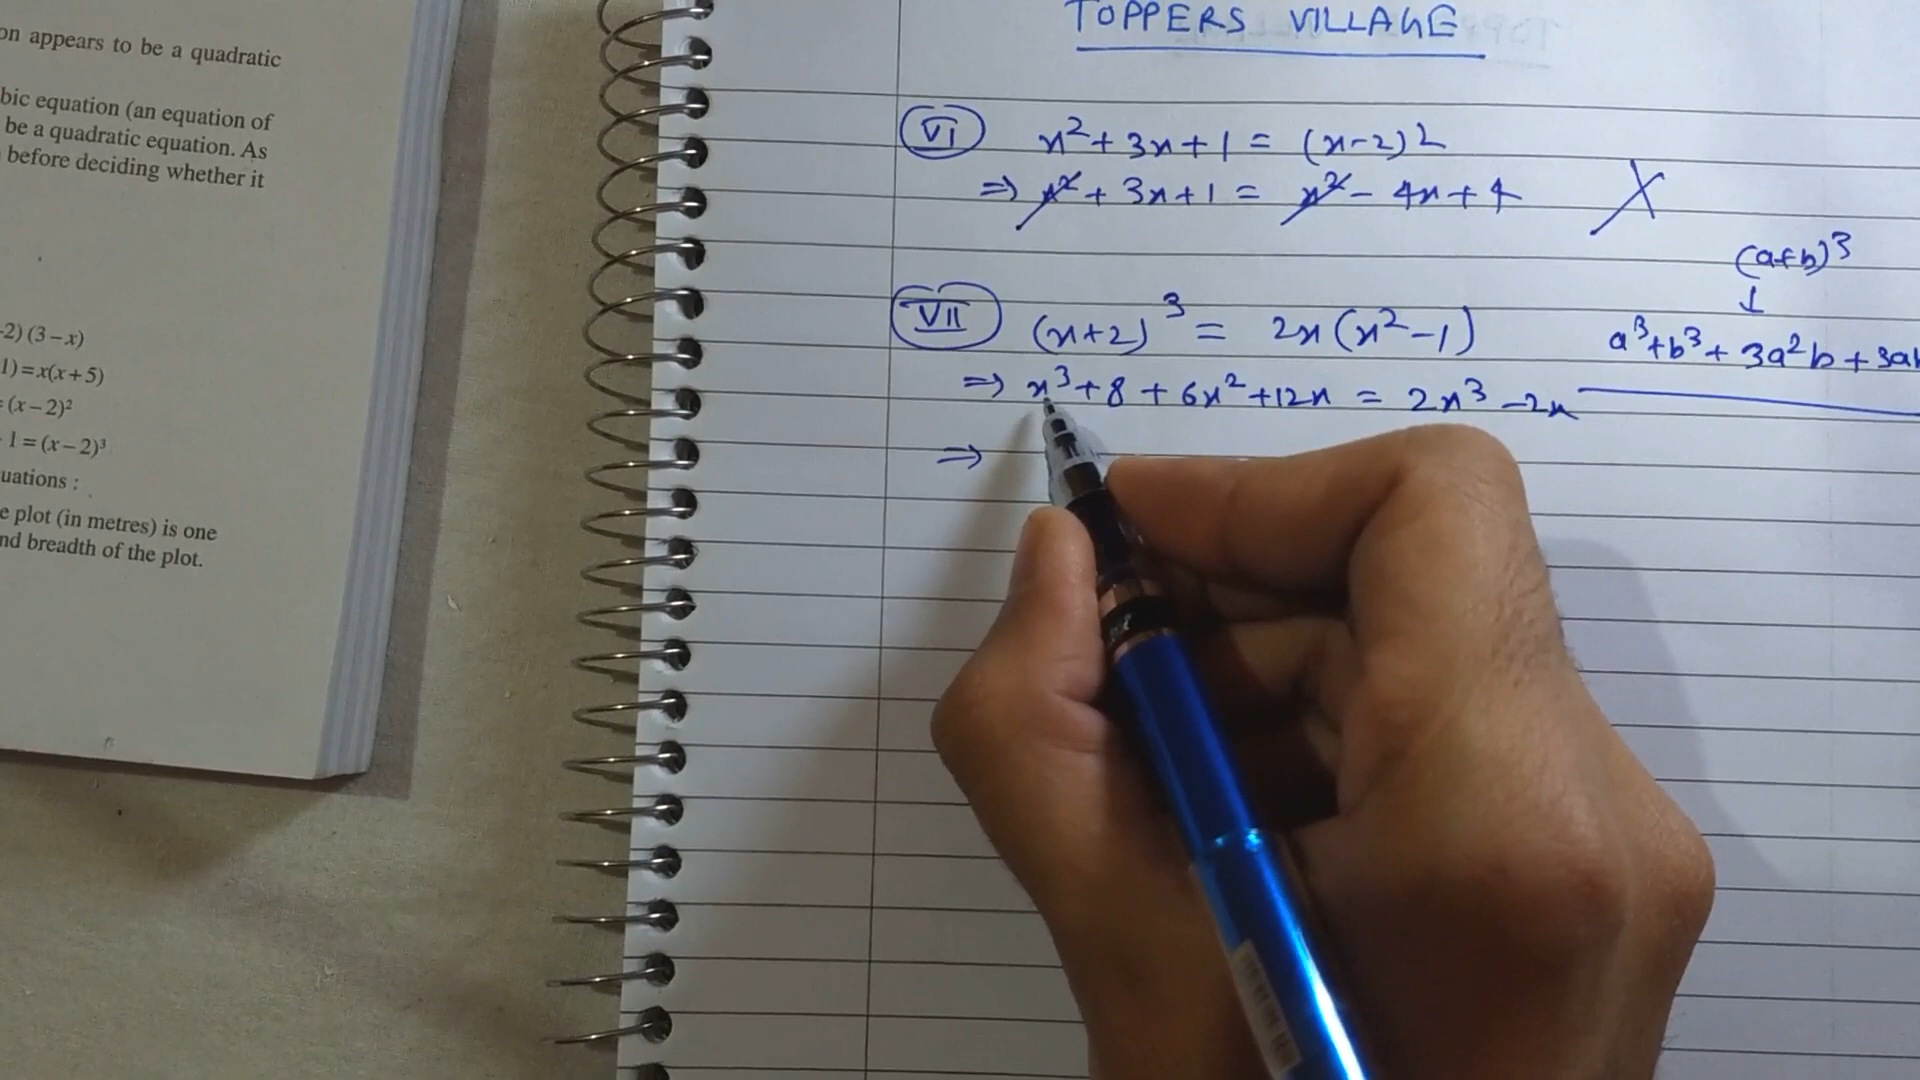 on appears to be a quadratic
bic equation (an equation of
be a quadratic equation. As
before deciding whether it
-2) (3 – x)
1) = x(x + 5)
= (x – 2)²
1 = (x – 2)³
uations :
e plot (in metres) is one
nd breadth of the plot.
TOPPERS VILLAGE
VI x² + 3x + 1 = (x-2)²
⇒ x² + 3x + 1 = x² - 4x + 4 X
(a+b)³
↓
VII (x+2)³ = 2x(x²-1)
a³+b³+3a²b+3ab
⇒ x³ + 8 + 6x² + 12x = 2x³ - 2x
⇒